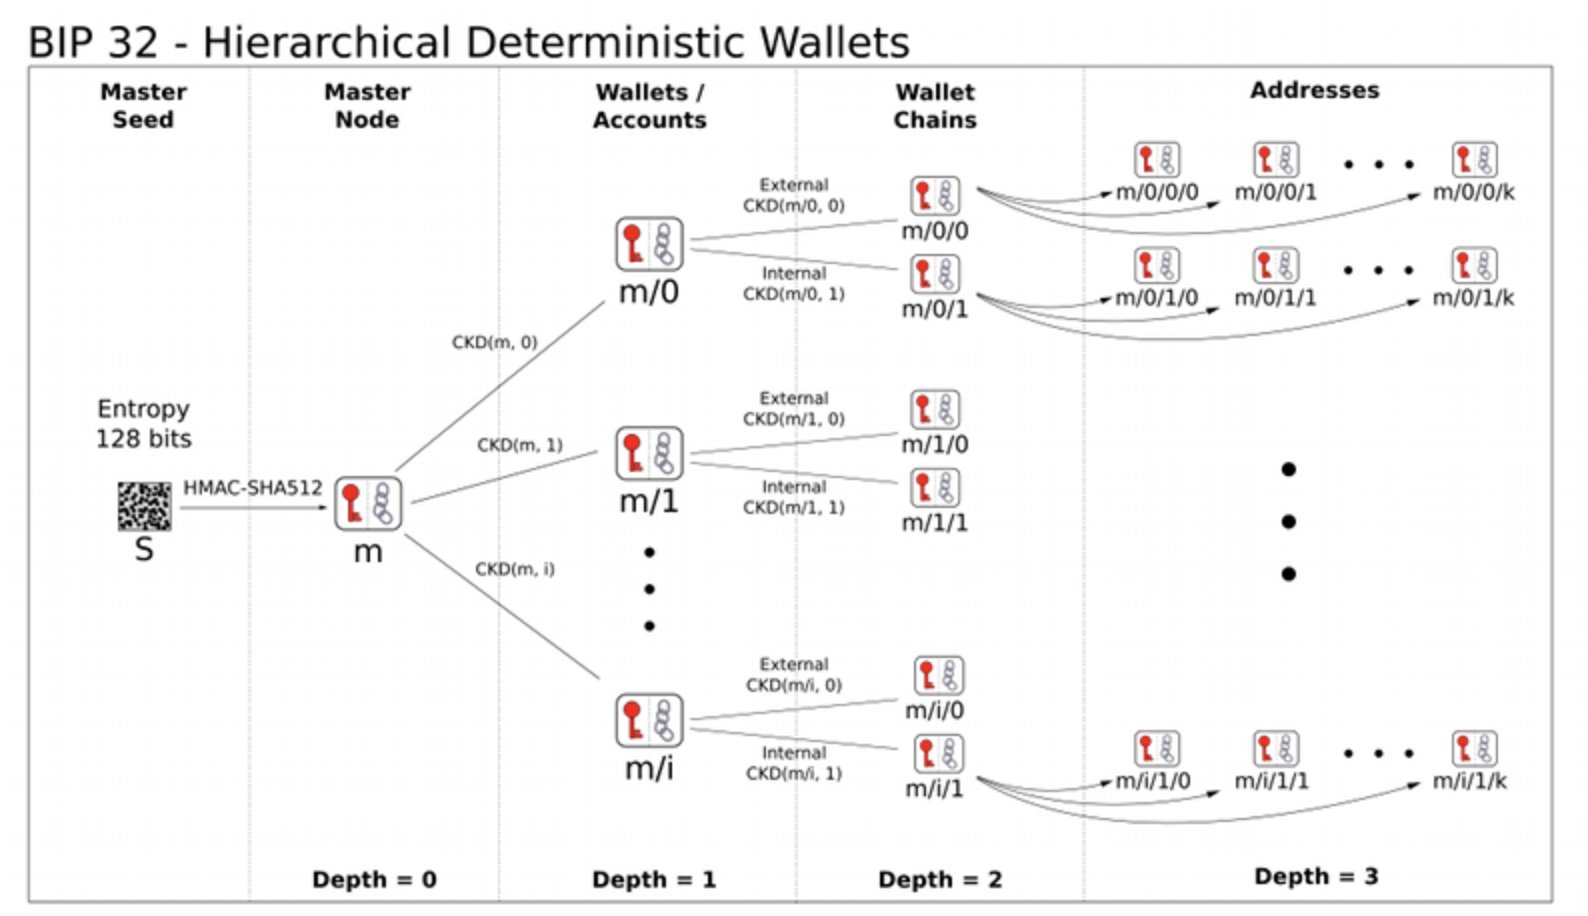 BIP 32 - Hierarchical Deterministic Wallets
Master
Seed
Master
Node
Wallets /
Accounts
Wallet
Chains
Addresses
Entropy
128 bits
S
HMAC-SHA512
m
CKD(m, 0)
CKD(m, 1)
CKD(m, i)
m/0
m/1
m/i
External
CKD(m/0, 0)
Internal
CKD(m/0, 1)
External
CKD(m/1, 0)
Internal
CKD(m/1, 1)
External
CKD(m/i, 0)
Internal
CKD(m/i, 1)
m/0/0
m/0/1
m/1/0
m/1/1
m/i/0
m/i/1
m/0/0/0 m/0/0/1 m/0/0/k
m/0/1/0 m/0/1/1 m/0/1/k
m/i/1/0 m/i/1/1 m/i/1/k
Depth = 0
Depth = 1
Depth = 2
Depth = 3